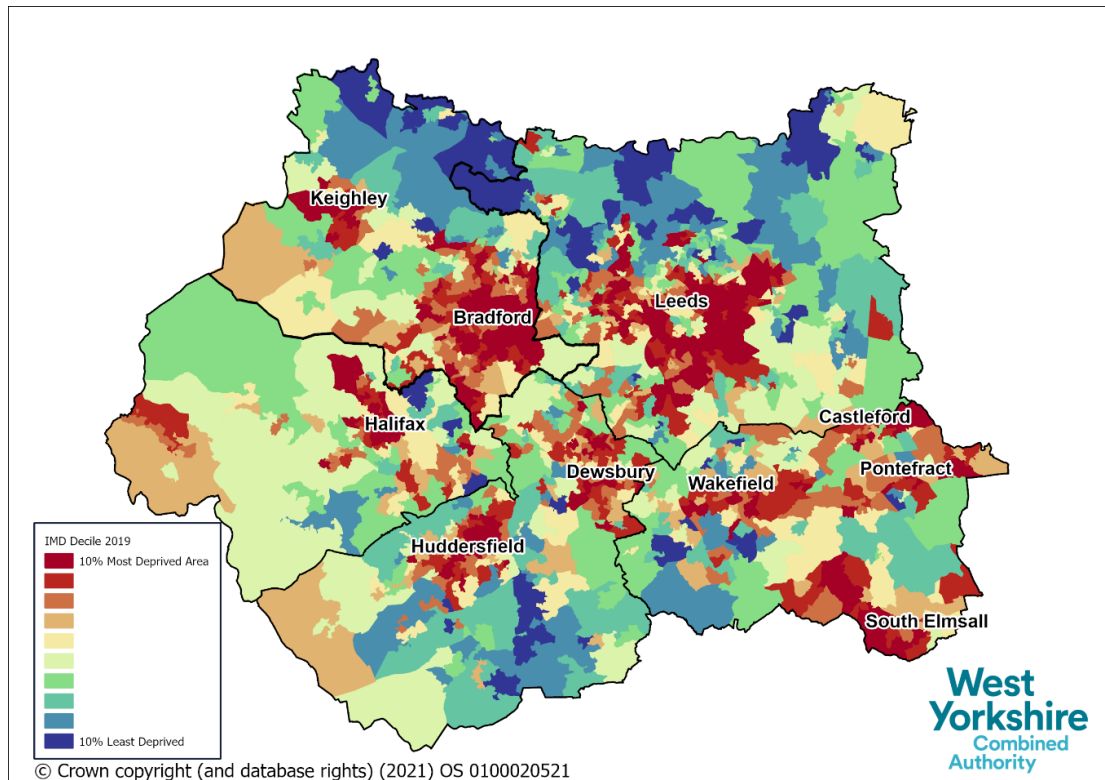 Keighley
Leeds
Bradford
Castleford
Halifax
Pontefract
Dewsbury
Wakefield
Huddersfield
South Elmsall
IMD Decile 2019
10% Most Deprived Area
10% Least Deprived
West
Yorkshire
Combined
Authority
© Crown copyright (and database rights) (2021) OS 0100020521